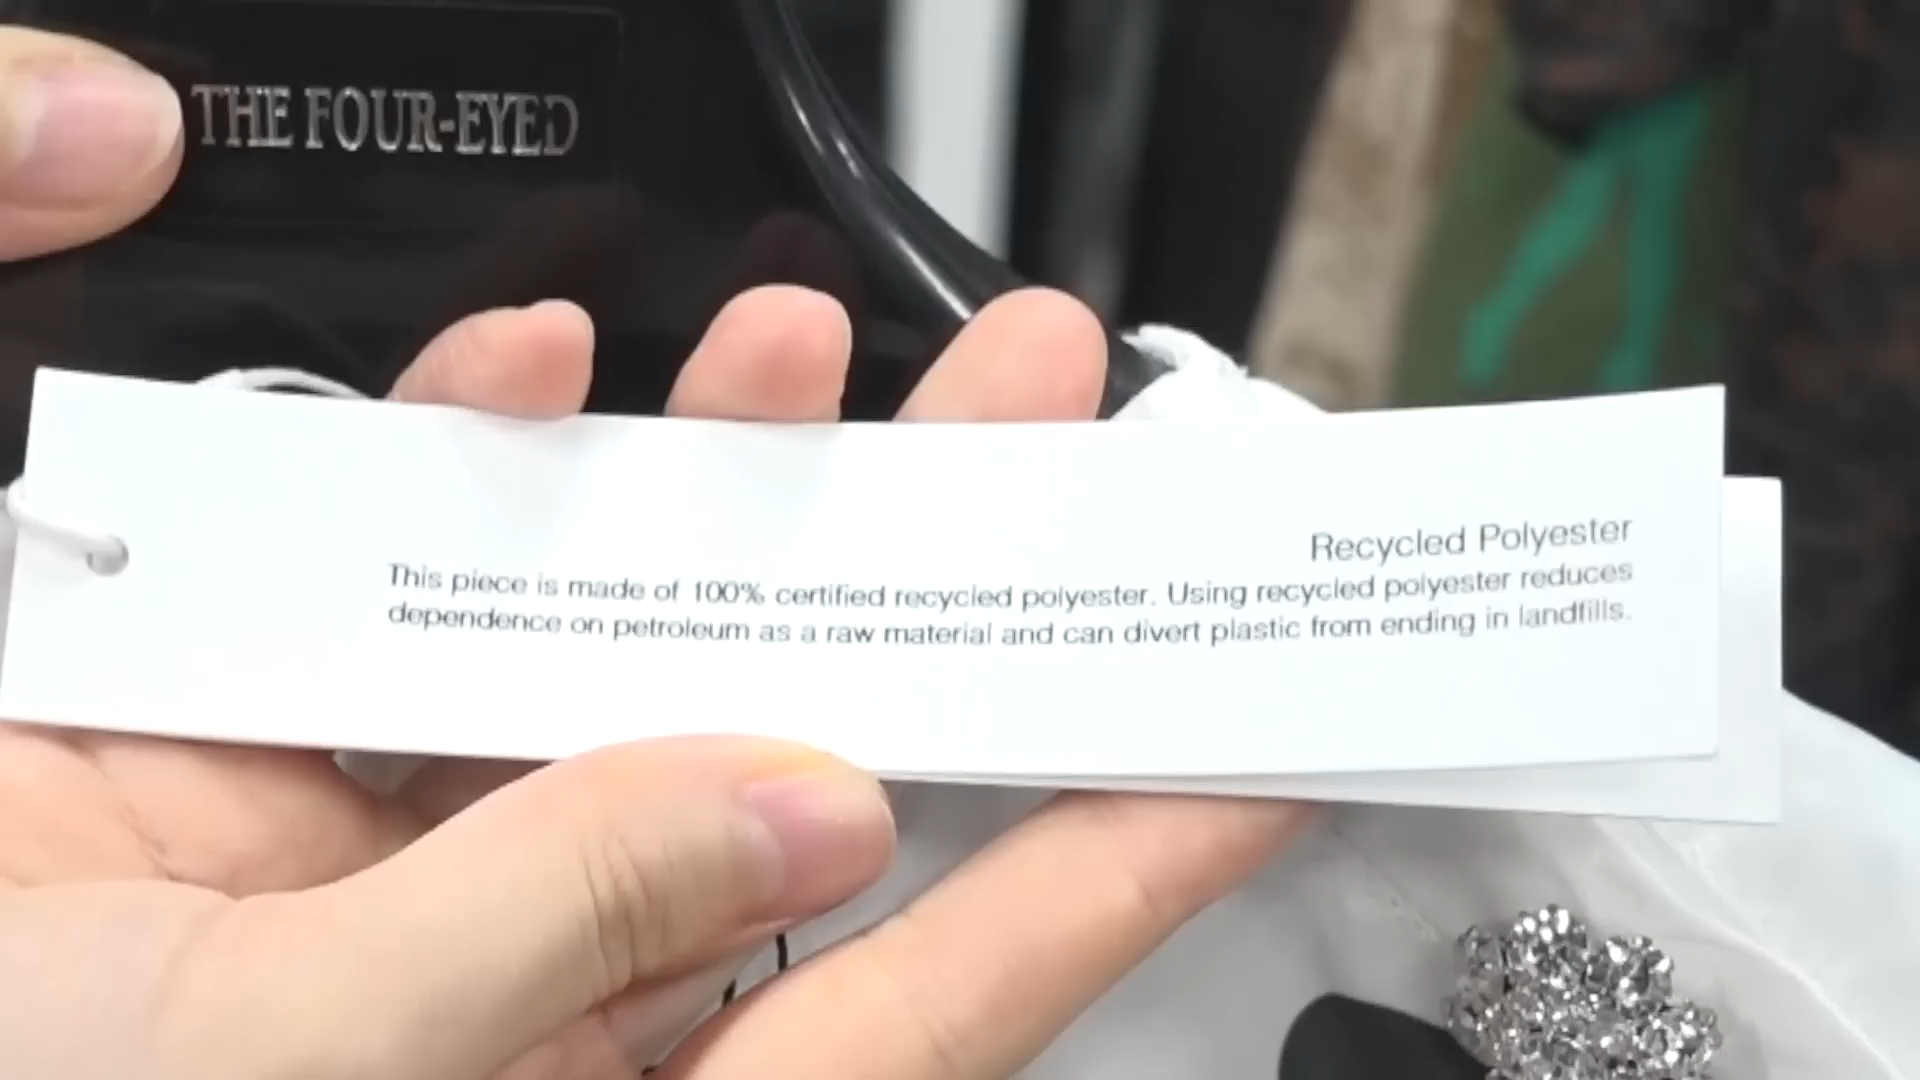 THE FOUR-EYED
Recycled Polyester
This piece is made of 100% certified recycled polyester. Using recycled polyester reduces
dependence on petroleum as a raw material and can divert plastic from ending in landfills.